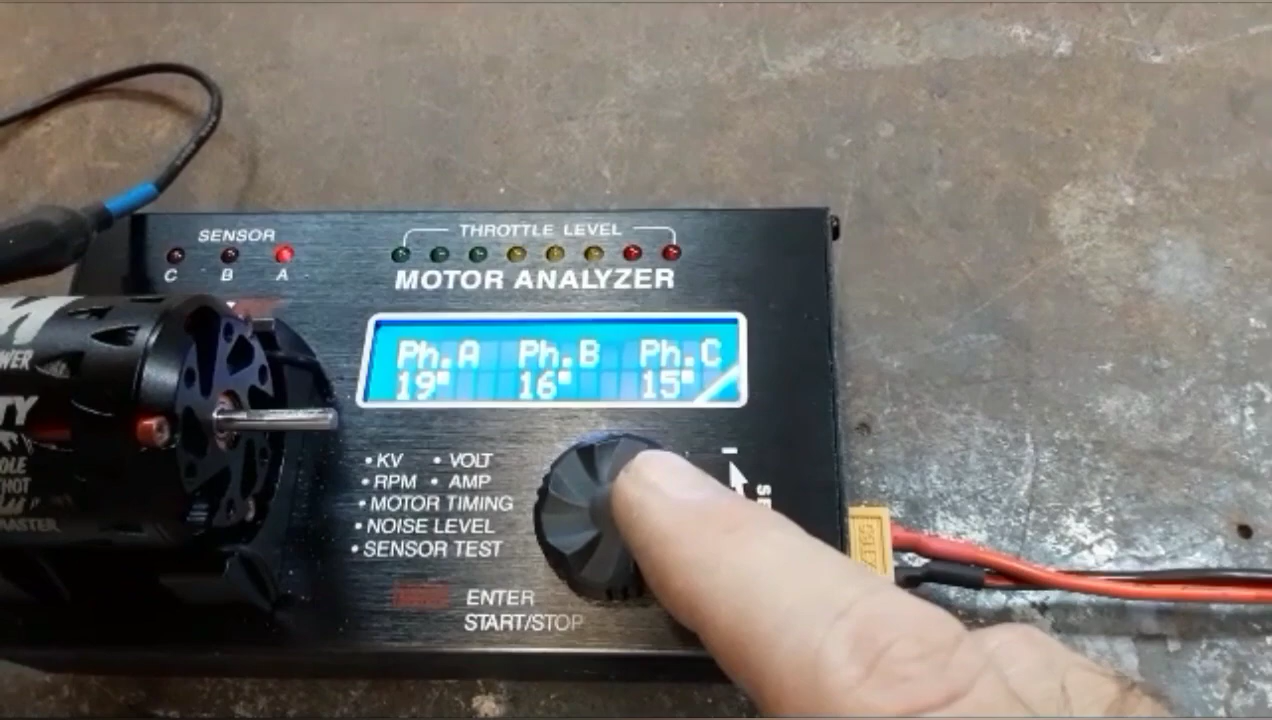 SENSOR
C B A
THROTTLE LEVEL
MOTOR ANALYZER
Ph.A Ph.B Ph.C
19° 16° 15°
• KV • VOLT
• RPM • AMP
• MOTOR TIMING
• NOISE LEVEL
• SENSOR TEST
ENTER
START/STOP
XT60